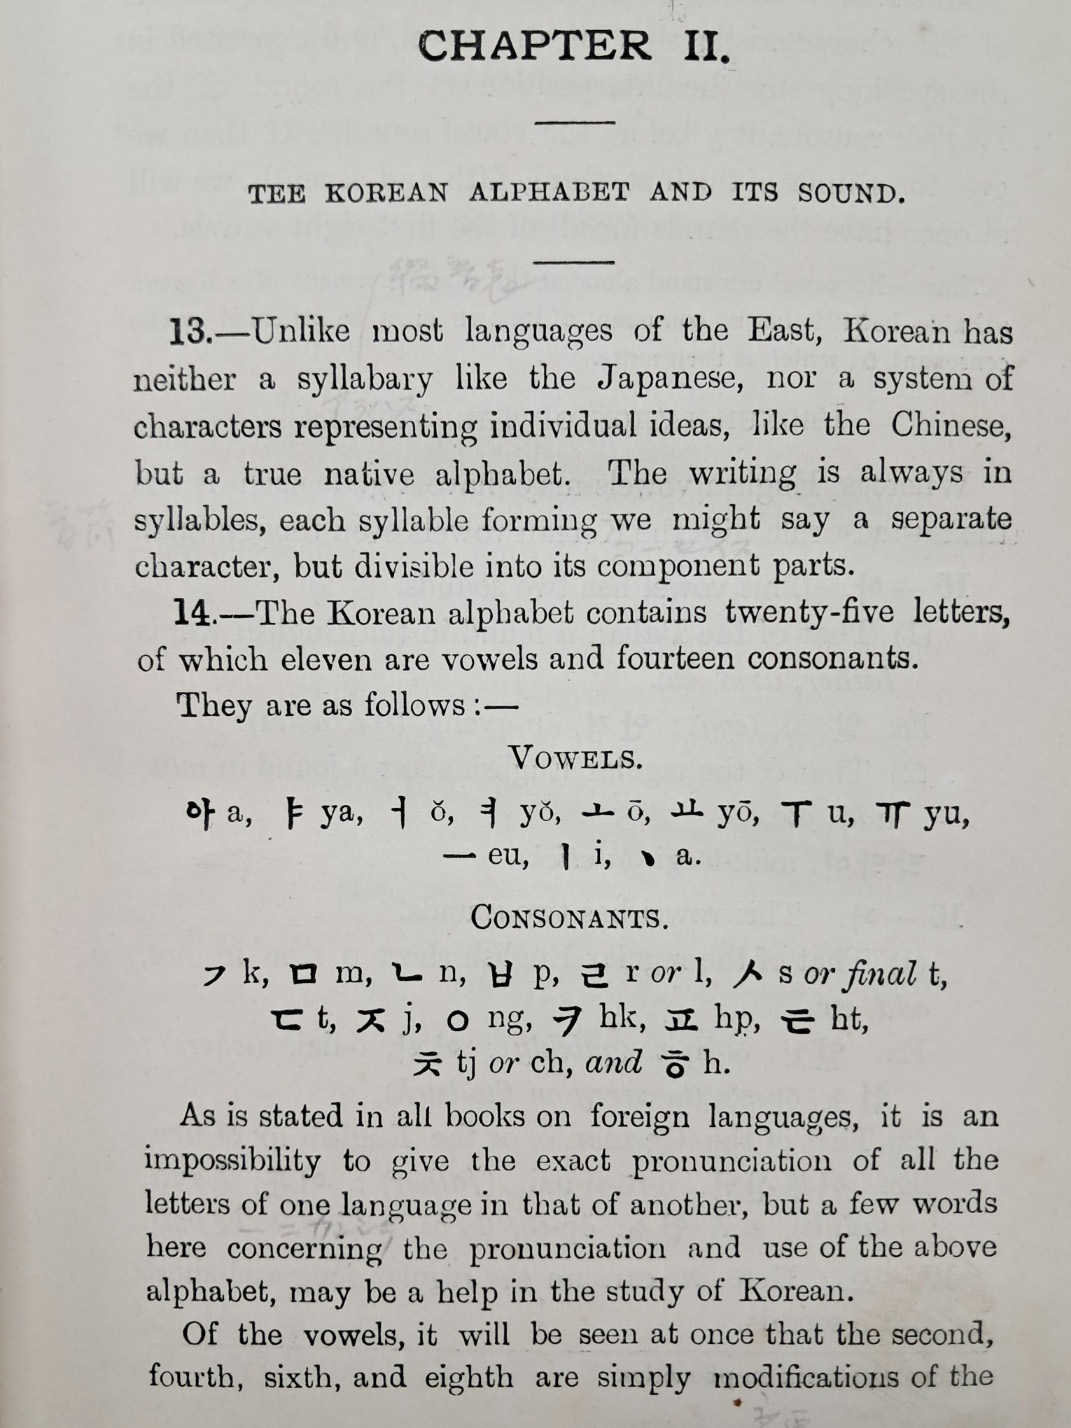 CHAPTER II.
TEE KOREAN ALPHABET AND ITS SOUND.
13.—Unlike most languages of the East, Korean has
neither a syllabary like the Japanese, nor a system of
characters representing individual ideas, like the Chinese,
but a true native alphabet. The writing is always in
syllables, each syllable forming we might say a separate
character, but divisible into its component parts.
14.—The Korean alphabet contains twenty-five letters,
of which eleven are vowels and fourteen consonants.
They are as follows:—
VOWELS.
아 a, ㅑ ya, ㅓ ŏ, ㅕ yŏ, ㅗ ō, ㅛ yō, ㅜ u, ㅠ yu,
ㅡ eu, ㅣ i, ㆍ a.
CONSONANTS.
ㄱ k, ㅁ m, ㄴ n, ㅂ p, ㄹ r or l, ㅅ s or final t,
ㄷ t, ㅈ j, ㅇ ng, ㅋ hk, ㅍ hp, ㅌ ht,
ㅊ tj or ch, and ㅎ h.
As is stated in all books on foreign languages, it is an
impossibility to give the exact pronunciation of all the
letters of one language in that of another, but a few words
here concerning the pronunciation and use of the above
alphabet, may be a help in the study of Korean.
Of the vowels, it will be seen at once that the second,
fourth, sixth, and eighth are simply modifications of the